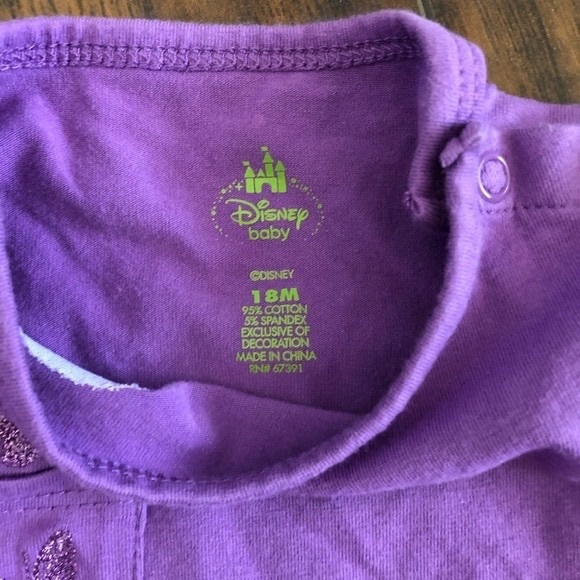 Disney
baby
©DISNEY
18M
95% COTTON
5% SPANDEX
EXCLUSIVE OF
DECORATION
MADE IN CHINA
RN# 67391